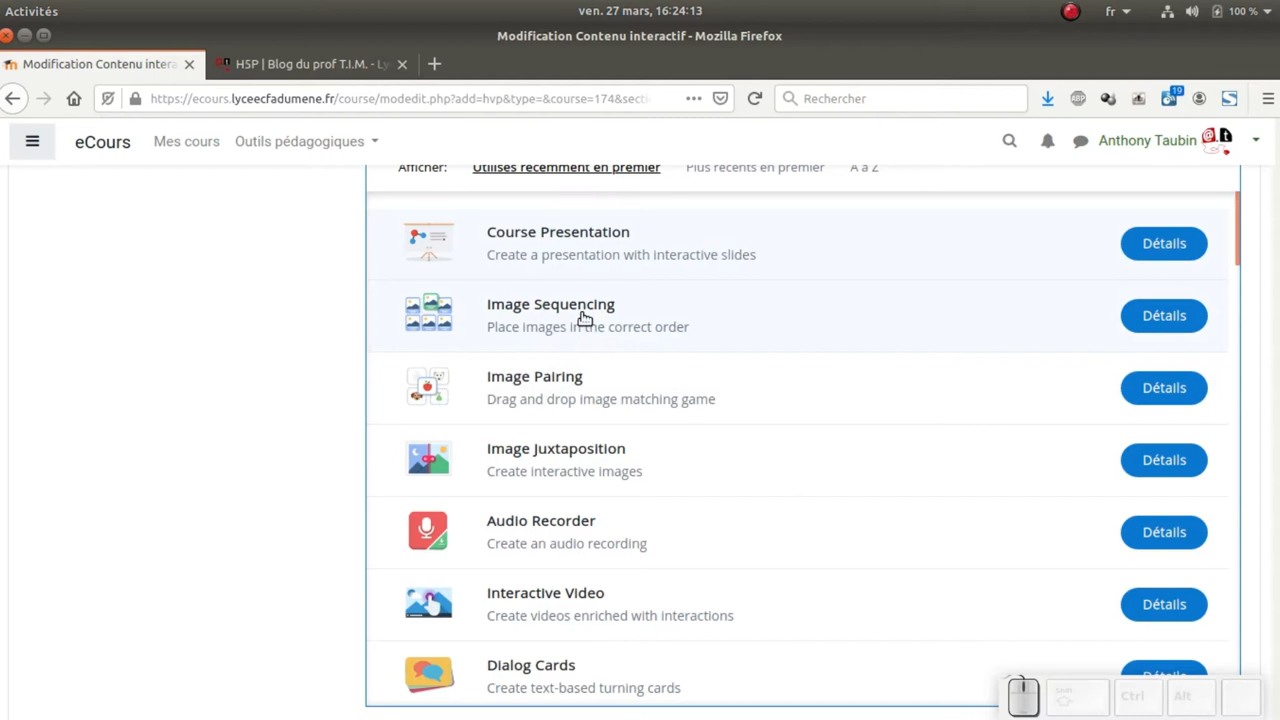 Activités
ven. 27 mars, 16:24:13
fr
100 %
Modification Contenu interactif - Mozilla Firefox
Modification Contenu intera
H5P | Blog du prof T.I.M. - Ly
https://ecours.lyceecfadumene.fr/course/modedit.php?add=hvp&type=&course=174&secti
Rechercher
ABP
19
S
eCours
Mes cours
Outils pédagogiques
Anthony Taubin
Afficher:
Utilisés récemment en premier
Plus récents en premier
A à Z
Course Presentation
Create a presentation with interactive slides
Détails
Image Sequencing
Place images in the correct order
Détails
Image Pairing
Drag and drop image matching game
Détails
Image Juxtaposition
Create interactive images
Détails
Audio Recorder
Create an audio recording
Détails
Interactive Video
Create videos enriched with interactions
Détails
Dialog Cards
Create text-based turning cards
Détails
Shift
Ctrl
Alt